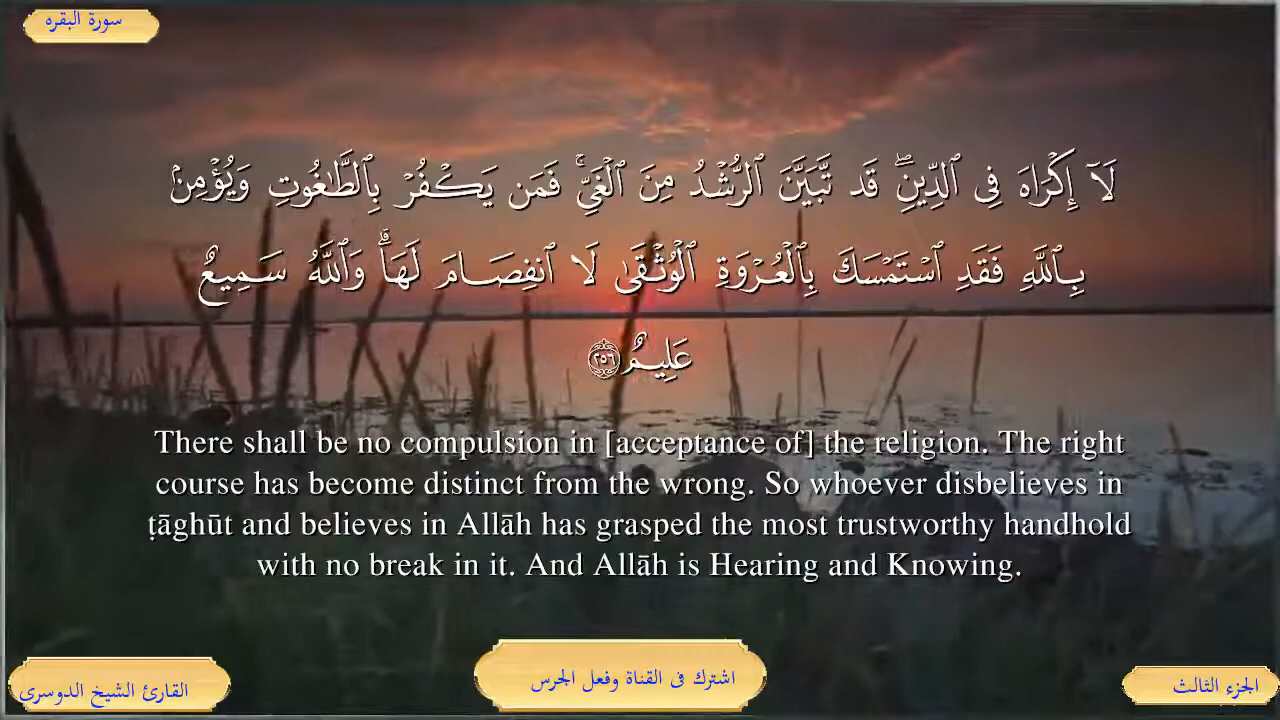 سورة البقره
لَآ إِكْرَاهَ فِى ٱلدِّينِ ۖ قَد تَّبَيَّنَ ٱلرُّشْدُ مِنَ ٱلْغَىِّ ۚ فَمَن يَكْفُرْ بِٱلطَّـٰغُوتِ وَيُؤْمِنۢ
بِٱللَّهِ فَقَدِ ٱسْتَمْسَكَ بِٱلْعُرْوَةِ ٱلْوُثْقَىٰ لَا ٱنفِصَامَ لَهَا ۗ وَٱللَّهُ سَمِيعٌ
عَلِيمٌ ٢٥٦
There shall be no compulsion in [acceptance of] the religion. The right
course has become distinct from the wrong. So whoever disbelieves in
ṭāghūt and believes in Allāh has grasped the most trustworthy handhold
with no break in it. And Allāh is Hearing and Knowing.
الجزء الثالث
اشترك فى القناة وفعل الجرس
القارئ الشيخ الدوسرى